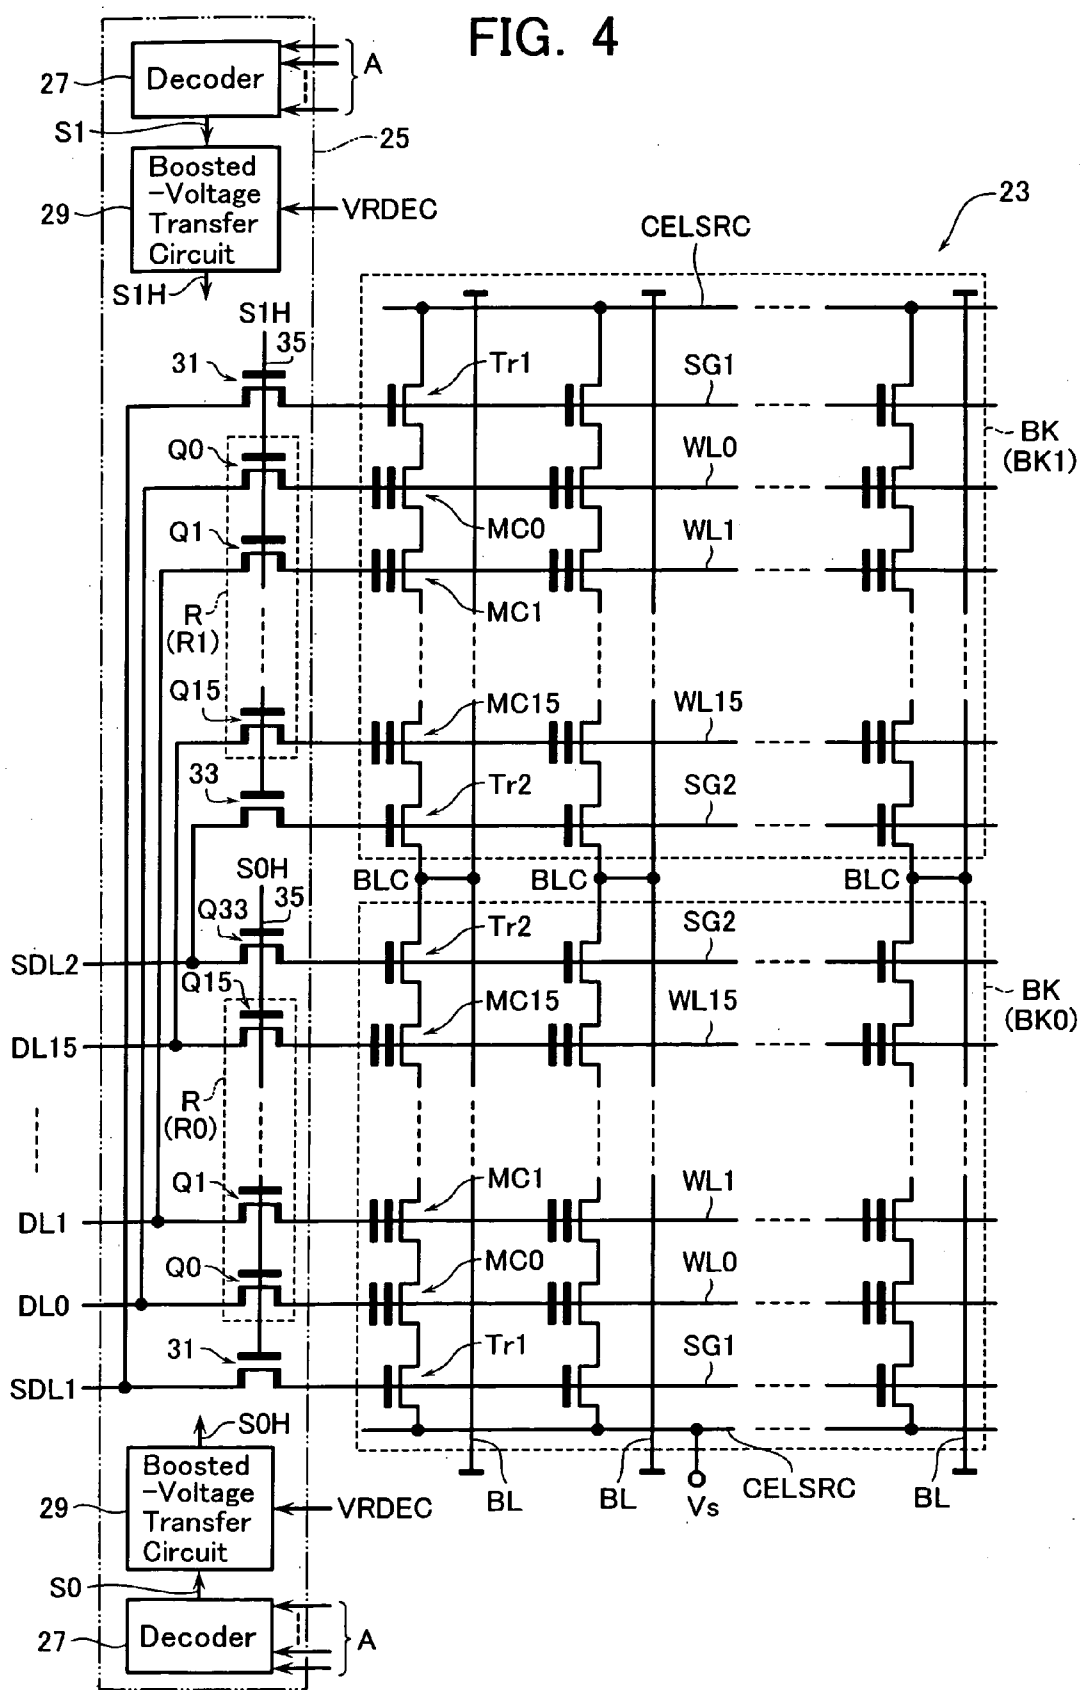 FIG. 4
27
Decoder
A
S1
25
Boosted
-Voltage
Transfer
Circuit
29
VRDEC
S1H
23
CELSRC
S1H
35
31
Tr1
SG1
BK
(BK1)
Q0
WL0
MC0
Q1
WL1
MC1
R
(R1)
Q15
MC15
WL15
33
Tr2
SG2
S0H
BLC
BLC
BLC
35
Q33
Tr2
SG2
SDL2
Q15
MC15
WL15
BK
(BK0)
DL15
R
(R0)
Q1
MC1
WL1
DL1
Q0
MC0
WL0
DL0
31
Tr1
SG1
SDL1
S0H
Boosted
-Voltage
Transfer
Circuit
29
VRDEC
BL
BL
Vs
CELSRC
BL
S0
27
Decoder
A